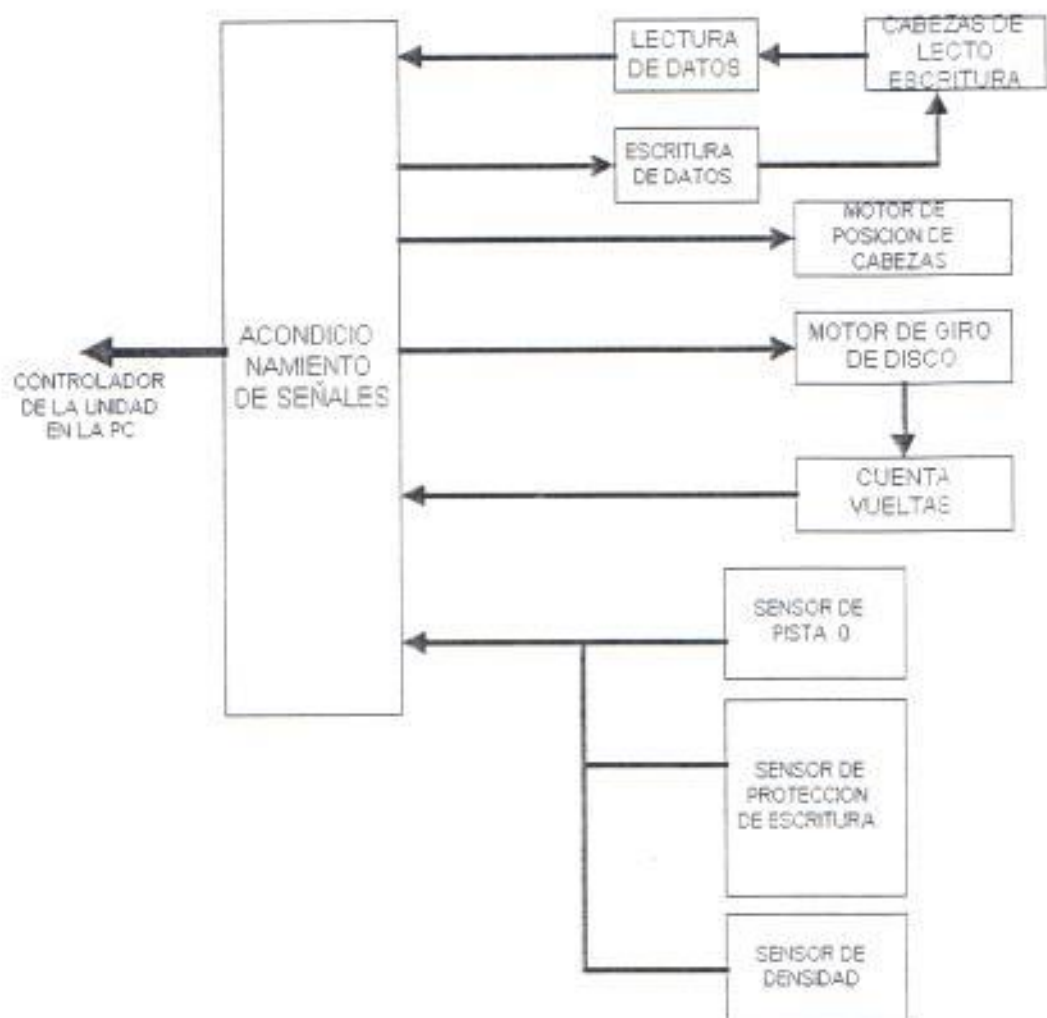 CABEZAS DE
LECTO
ESCRITURA
LECTURA
DE DATOS
ESCRITURA
DE DATOS
MOTOR DE
POSICION DE
CABEZAS
ACONDICIO
NAMIENTO
DE SEÑALES
MOTOR DE GIRO
DE DISCO
CONTROLADOR
DE LA UNIDAD
EN LA PC
CUENTA
VUELTAS
SENSOR DE
PISTA 0
SENSOR DE
PROTECCION
DE ESCRITURA
SENSOR DE
DENSIDAD